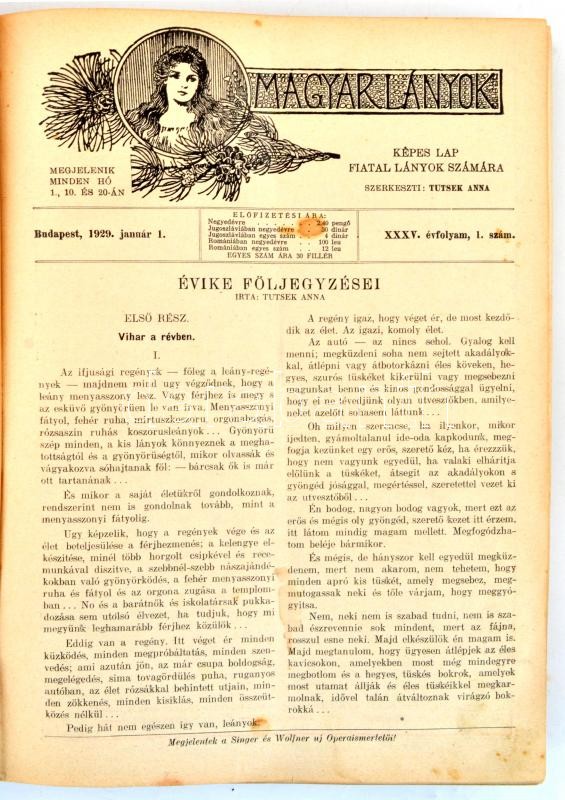 MAGYAR LÁNYOK
MEGJELENIK
MINDEN HÓ
1., 10. ÉS 20-ÁN
KÉPES LAP
FIATAL LÁNYOK SZÁMÁRA
SZERKESZTI: TUTSEK ANNA
Budapest, 1929. január 1.
ELŐFIZETÉSI ÁRA:
Negyedévre . . . . . . . 2.40 pengő
Jugoszláviában negyedévre 50 dinár
Jugoszláviában egyes szám . 4 dinár
Romániában negyedévre . . 100 leu
Romániában egyes szám . . 12 leu
EGYES SZÁM ÁRA 30 FILLÉR
XXXV. évfolyam, 1. szám.
ÉVIKE FÖLJEGYZÉSEI
IRTA: TUTSEK ANNA
ELSŐ RÉSZ.
Vihar a révben.
I.
Az ifjusági regények — főleg a leány-regé-
nyek — majdnem mind ugy végződnek, hogy a
leány menyasszony lesz. Vagy férjhez is megy s
az esküvő gyönyörüen le van irva. Menyasszonyi
fátyol, fehér ruha, mirtuszkoszoru, orgonabugás,
rózsaszin ruhás koszorusleányok... Gyönyörü
szép minden, a kis lányok könnyeznek a megha-
tottságtól és a gyönyörüségtől, mikor olvassák és
vágyakozva sóhajtanak föl: — bárcsak ők is már
ott tartanának...
És mikor a saját életükről gondolkoznak,
rendszerint nem is gondolnak tovább, mint a
menyasszonyi fátyolig.
Ugy képzelik, hogy a regények vége és az
élet beteljesülése a férjhezmenés; a kelengye el-
készitése, minél több horgolt csipkével és rece-
munkával diszitve, a szebbnél-szebb nászajándé-
kokban való gyönyörködés, a fehér menyasszonyi
ruha és fátyol és az orgona zugása a templom-
ban... No és a barátnők és iskolatársak pukka-
dozása sem utolsó élvezet, ha tudjuk, hogy mi
megyünk leghamarább férjhez közülök...
Eddig van a regény. Itt véget ér minden
küzködés, minden megpróbáltatás, minden szen-
vedés; ami azután jön, az már csupa boldogság,
megelégedés, sima tovagördülés puha, ruganyos
autóban, az élet rózsákkal behintett utjain, min-
den zökkenés, minden kisiklás, minden összeüt-
közés nélkül...
Pedig hát nem egészen igy van, leányok.
A regény igaz, hogy véget ér, de most kezdő-
dik az élet. Az igazi, komoly élet.
Az autó — az nincs sehol. Gyalog kell
menni; megküzdeni soha nem sejtett akadályok-
kal, átlépni vagy átbotorkázni éles köveken, he-
gyes, szurós tüskéket kikerülni vagy megsebezni
magunkat benne és kinos gondossággal ügyelni,
hogy ei ne tévedjünk olyan utvesztőkben, amilye-
neket azelőtt sohasem láttunk...
Oh milyen szerencse, ha ilyenkor, mikor
ijedten, gyámoltalanul ide-oda kapkodunk, meg-
fogja kezünket egy erős, szerető kéz, ha érezzük,
hogy nem vagyunk egyedül, ha valaki elháritja
előlünk a tüskéket, átsegit az akadályokon s
gyöngéd jósággal, megértéssel, szeretettel vezet ki
az utvesztőből...
Én bodog, nagyon bodog vagyok, mert ezt az
erős és mégis oly gyöngéd, szerető kezet itt érzem,
itt látom mindig magam mellett. Megfogódzha-
tom beléje bármikor.
És mégis, de hányszor kell egyedül megküz-
denem, mert nem akarom, nem tehetem, hogy
minden apró kis tüskét, amely megsebez, meg-
mutogassak neki és tőle várjam, hogy meggyó-
gyitsa.
Nem, neki nem is szabad tudni, nem is sza-
bad észrevennie sok mindent, mert az fájna,
rosszul esne neki. Majd elkészülök én magam is.
Majd megtanulom, hogy ügyesen átlépjek az éles
kavicsokon, amelyekben most még mindegyre
megbotlom és a hegyes, tüskés bokrok, amelyek
most utamat állják és éles tüskéikkel megkar-
molnak, idővel talán átváltoznak virágzó bok-
rokká...
Megjelentek a Singer és Wolfner uj Operaismertetői!